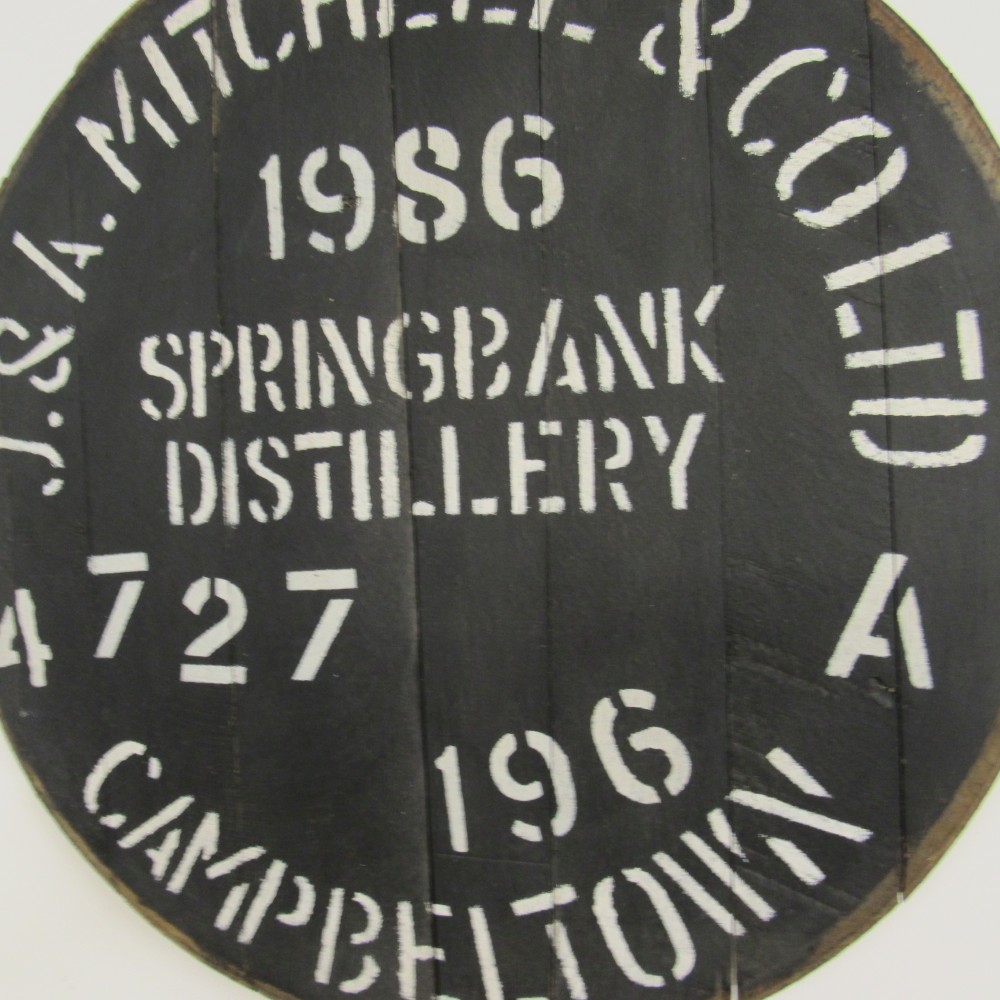 J. & A. MITCHELL & CO LTD
1986
SPRINGBANK
DISTILLERY
4727 A
196
CAMPBELTOWN